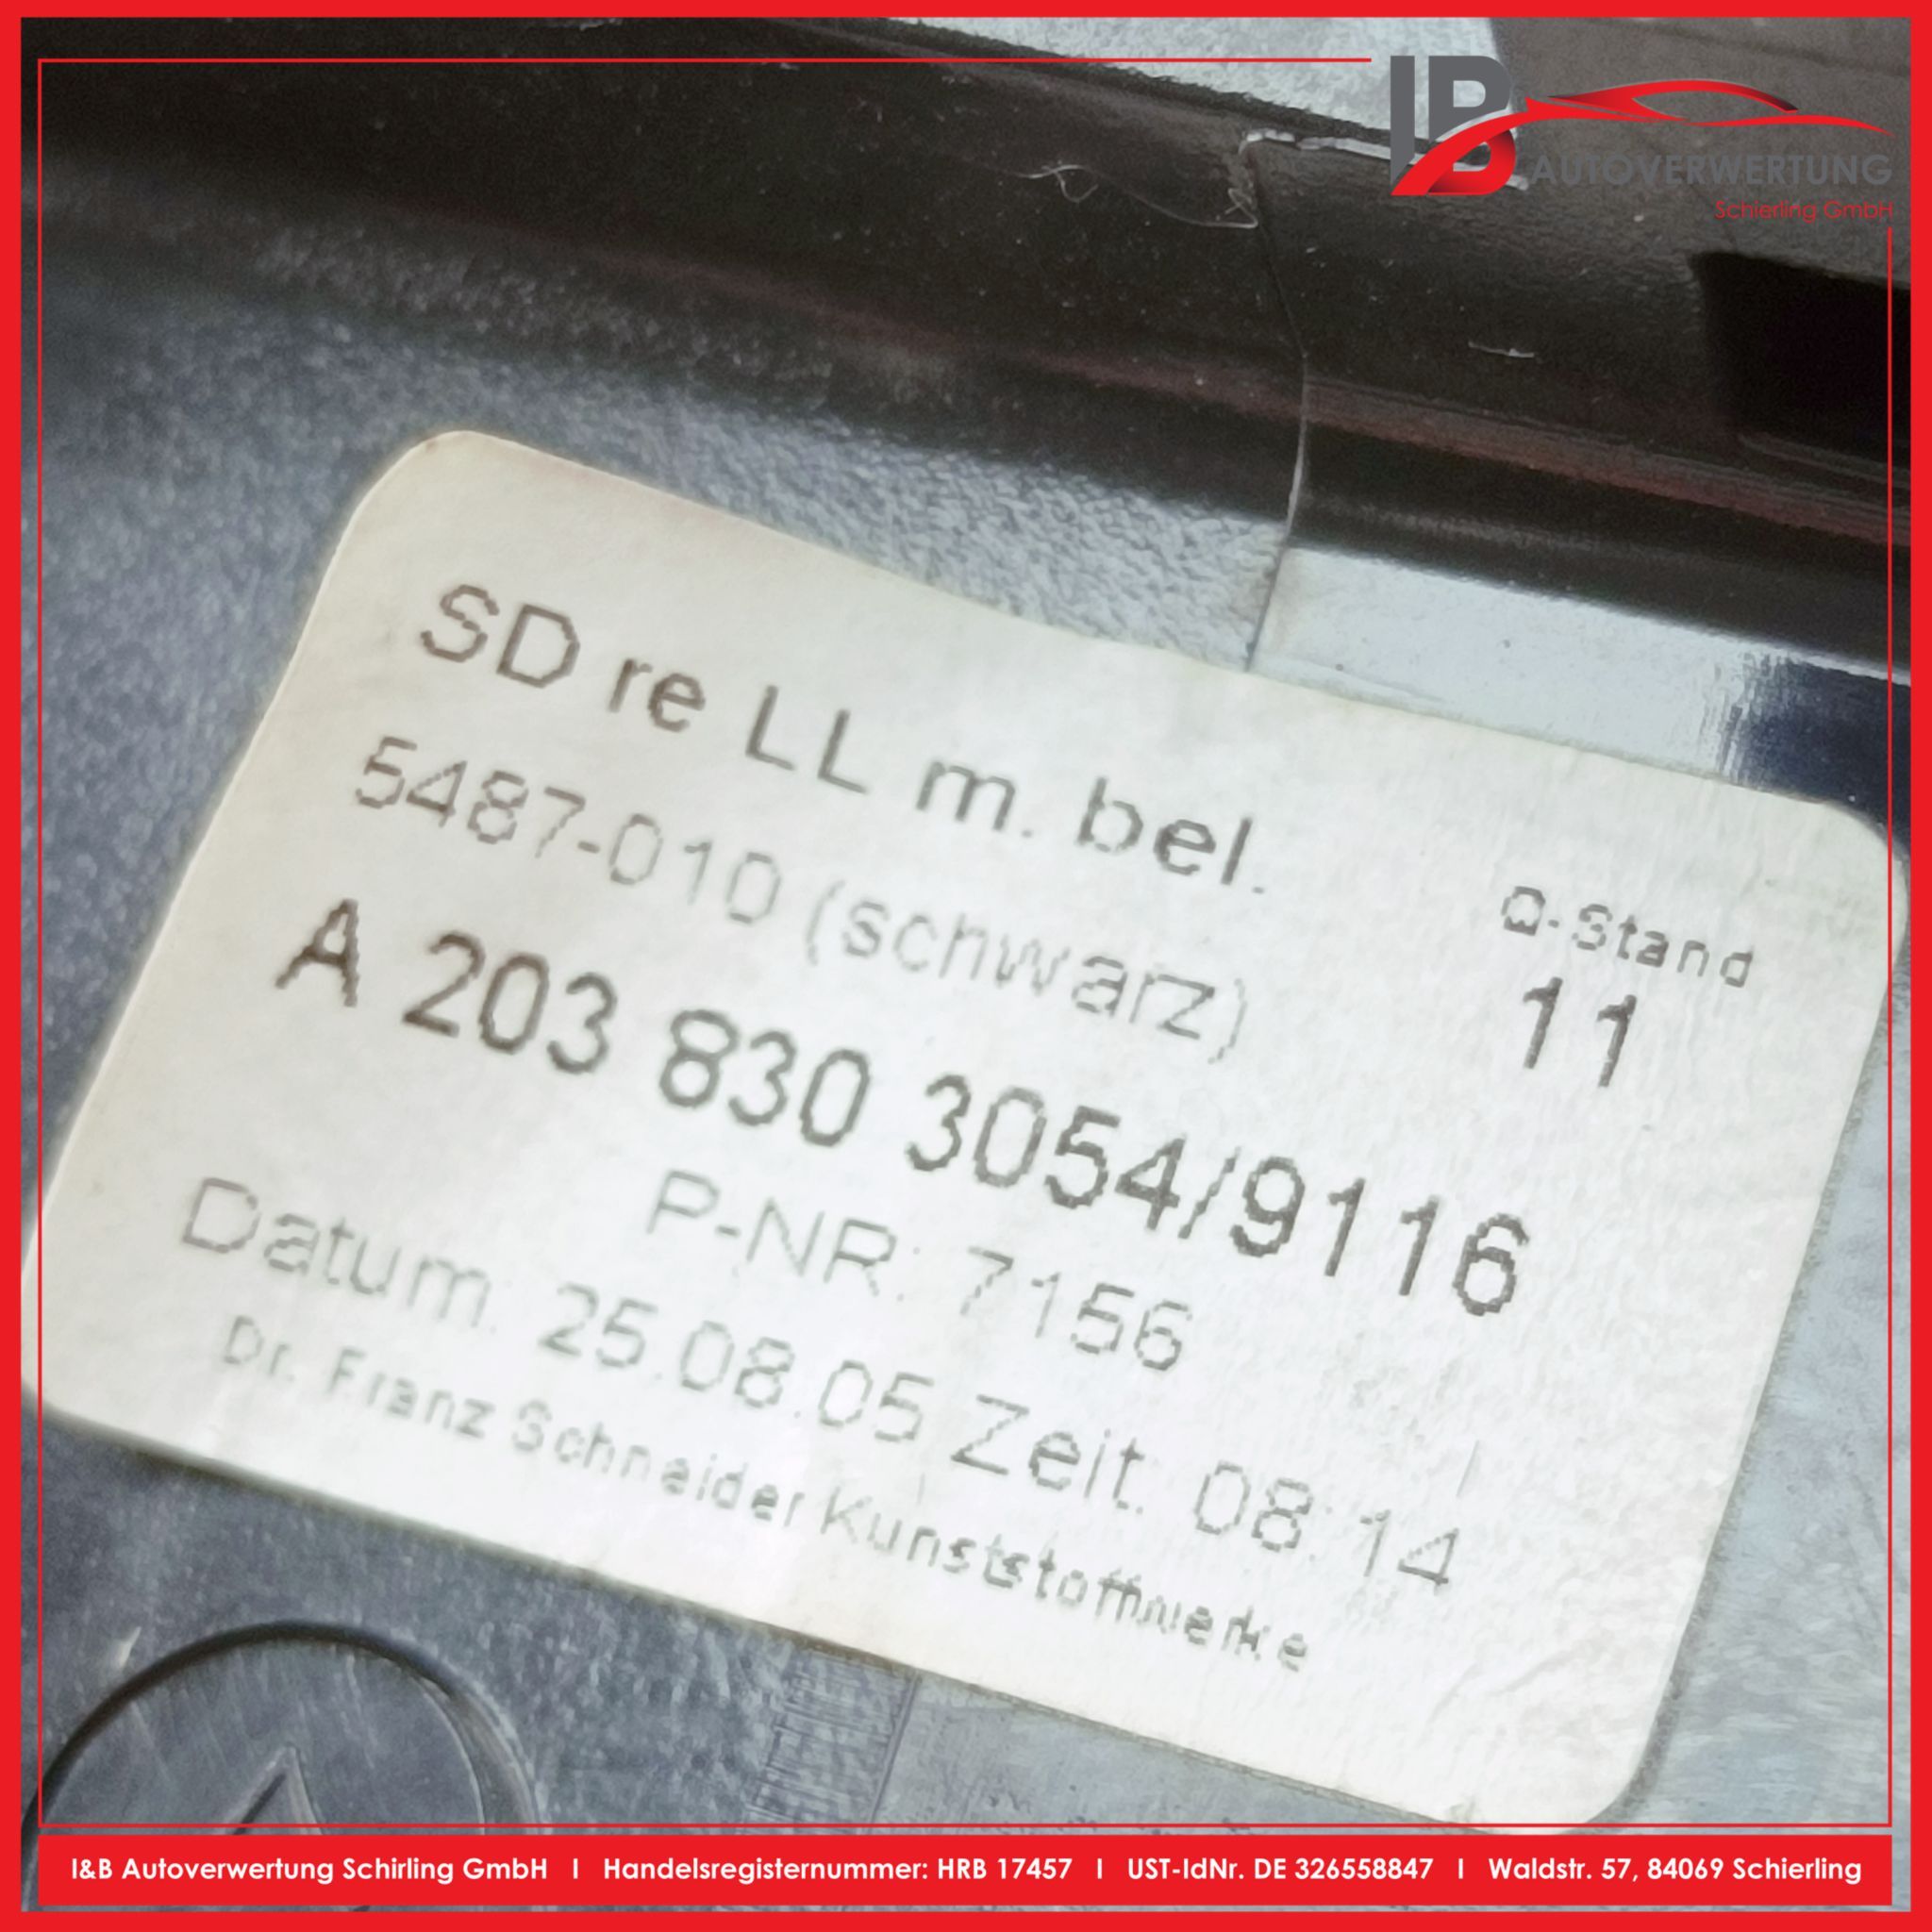 IB
AUTOVERWERTUNG
Schierling GmbH
SD re LL m. bel.
5487-010 (schwarz)
Q-Stand
11
A 203 830 3054/9116
P-NR: 7156
Datum: 25.08.05 Zeit: 08:14
Dr. Franz Schneider Kunststoffwerke
I&B Autoverwertung Schirling GmbH I Handelsregisternummer: HRB 17457 I UST-IdNr. DE 326558847 I Waldstr. 57, 84069 Schierling